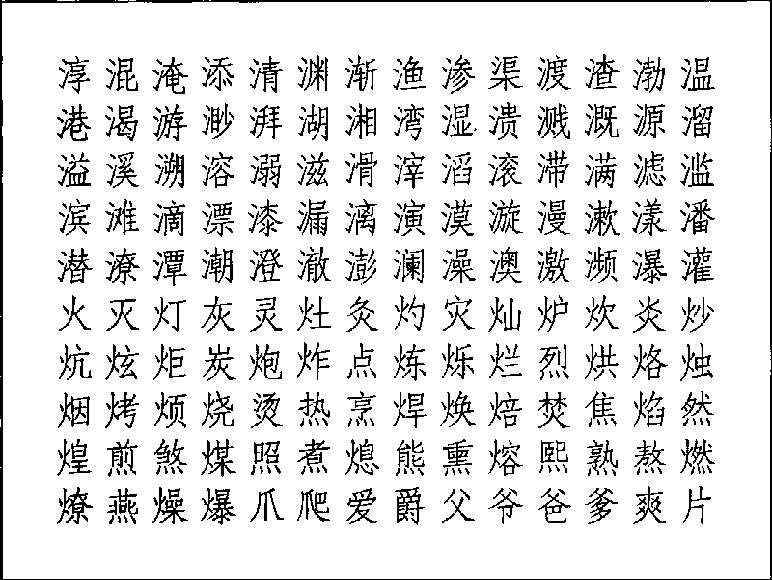 淳混淹添清渊渐渔渗渠渡渣渤温
港渴游渺湃湖湘湾湿溃溅溉源溜
溢溪溯溶溺滋滑滓滔滚滞满滤滥
滨滩滴漂漆漏漓演漠漩漫漱漾潘
潜潦潭潮澄澈澎澜澡澳激濒瀑灌
火灭灯灰灵灶灸灼灾灿炉炊炎炒
炕炫炬炭炮炸点炼烁烂烈烘烙烛
烟烤烦烧烫热烹焊焕焙焚焦焰然
煌煎煞煤照煮熄熊熏熔熙熟熬燃
燎燕燥爆爪爬爱爵父爷爸爹爽片